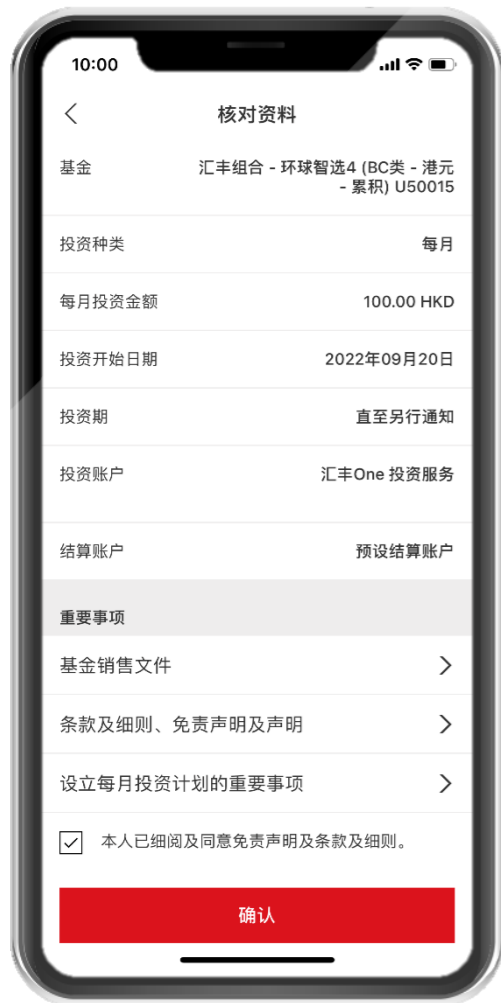 10:00
核对资料
基金
汇丰组合 - 环球智选4 (BC类 - 港元
- 累积) U50015
投资种类
每月
每月投资金额
100.00 HKD
投资开始日期
2022年09月20日
投资期
直至另行通知
投资账户
汇丰One 投资服务
结算账户
预设结算账户
重要事项
基金销售文件
条款及细则、免责声明及声明
设立每月投资计划的重要事项
本人已细阅及同意免责声明及条款及细则。
确认